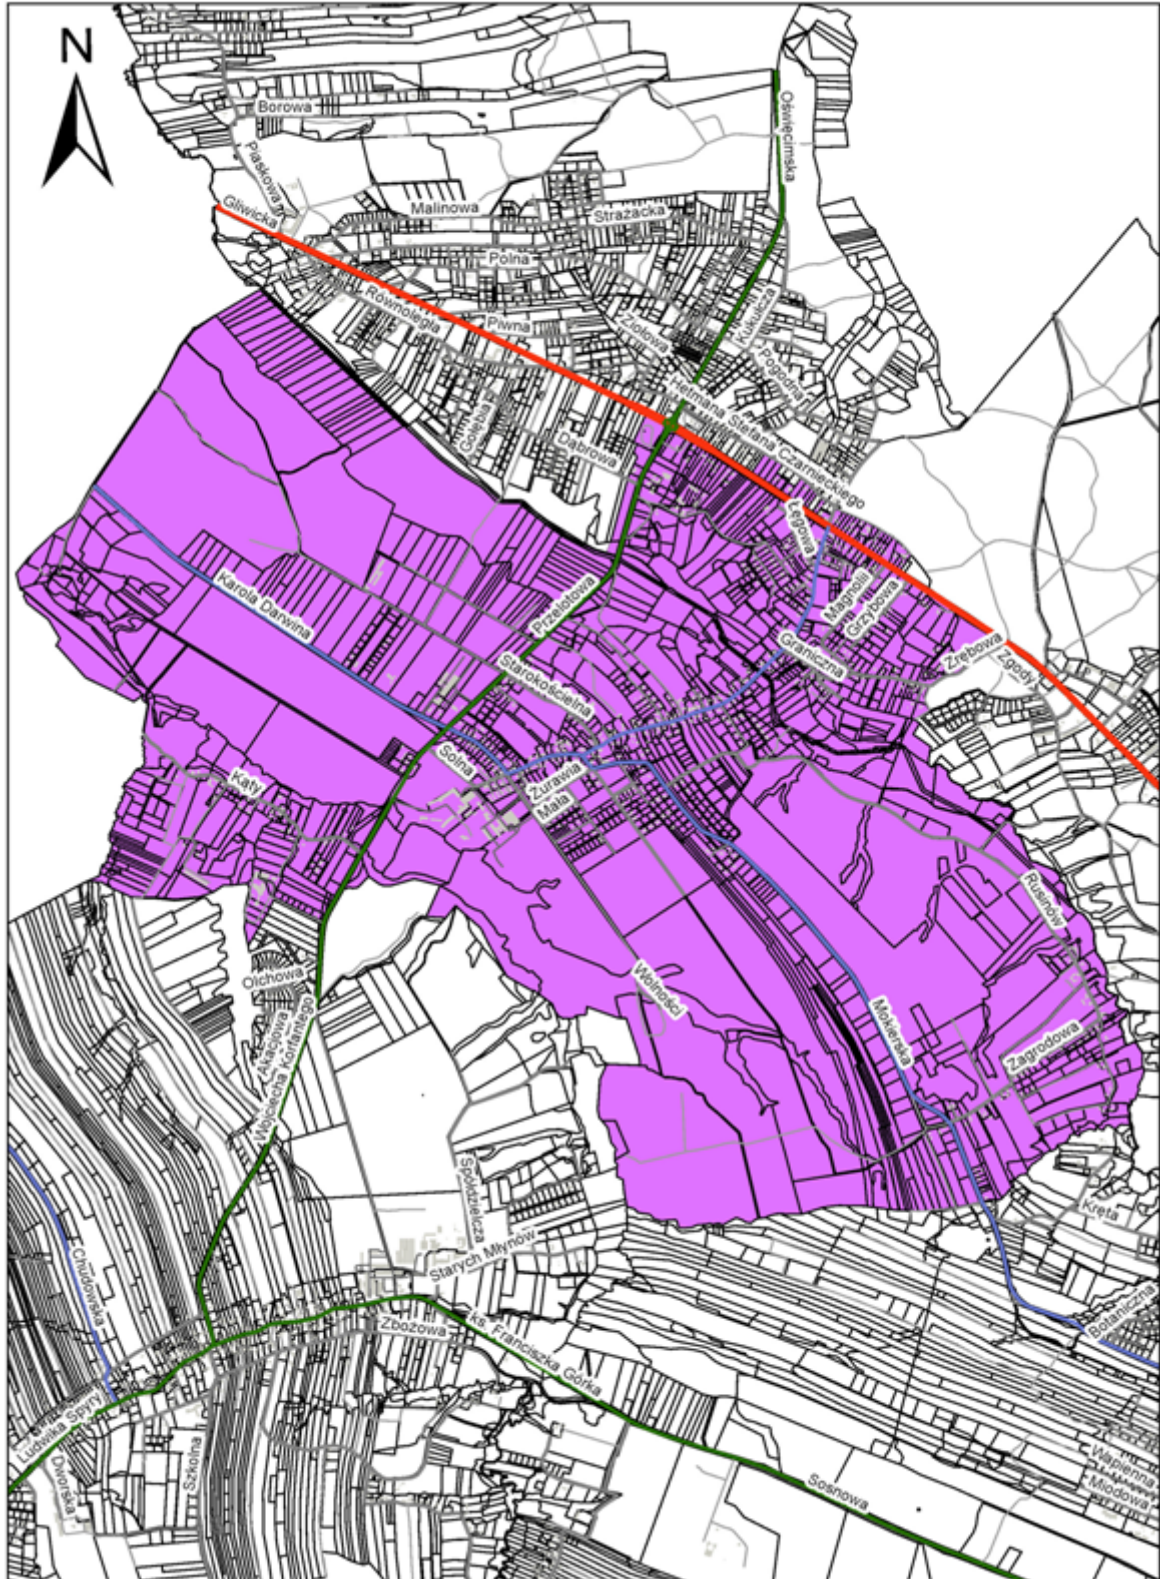 N
Borowa
Oświęcimska
Piaskowa
Gliwicka
Malinowa
Strażacka
Polna
Równoległa
Piwna
Ziołowa
Kukułcza
Pogodna
Hetmana Stefana Czarnieckiego
Gołębia
Dąbrowa
Łęgowa
Karola Darwina
Przelotowa
Magnolii
Grzybowa
Graniczna
Zrębowa
Zgody
Starokościelna
Solna
Żurawia
Mała
Kąty
Rusinów
Olchowa
Wolności
Akacjowa
Wojciecha Korfantego
Mokierska
Zagrodowa
Spółdzielcza
Kręta
Chudowska
Starych Młynów
Zbożowa
Botaniczna
ks. Franciszka Górka
Ludwika Spyry
Szkolna
Dworska
Sosnowa
Wapienna
Miodowa